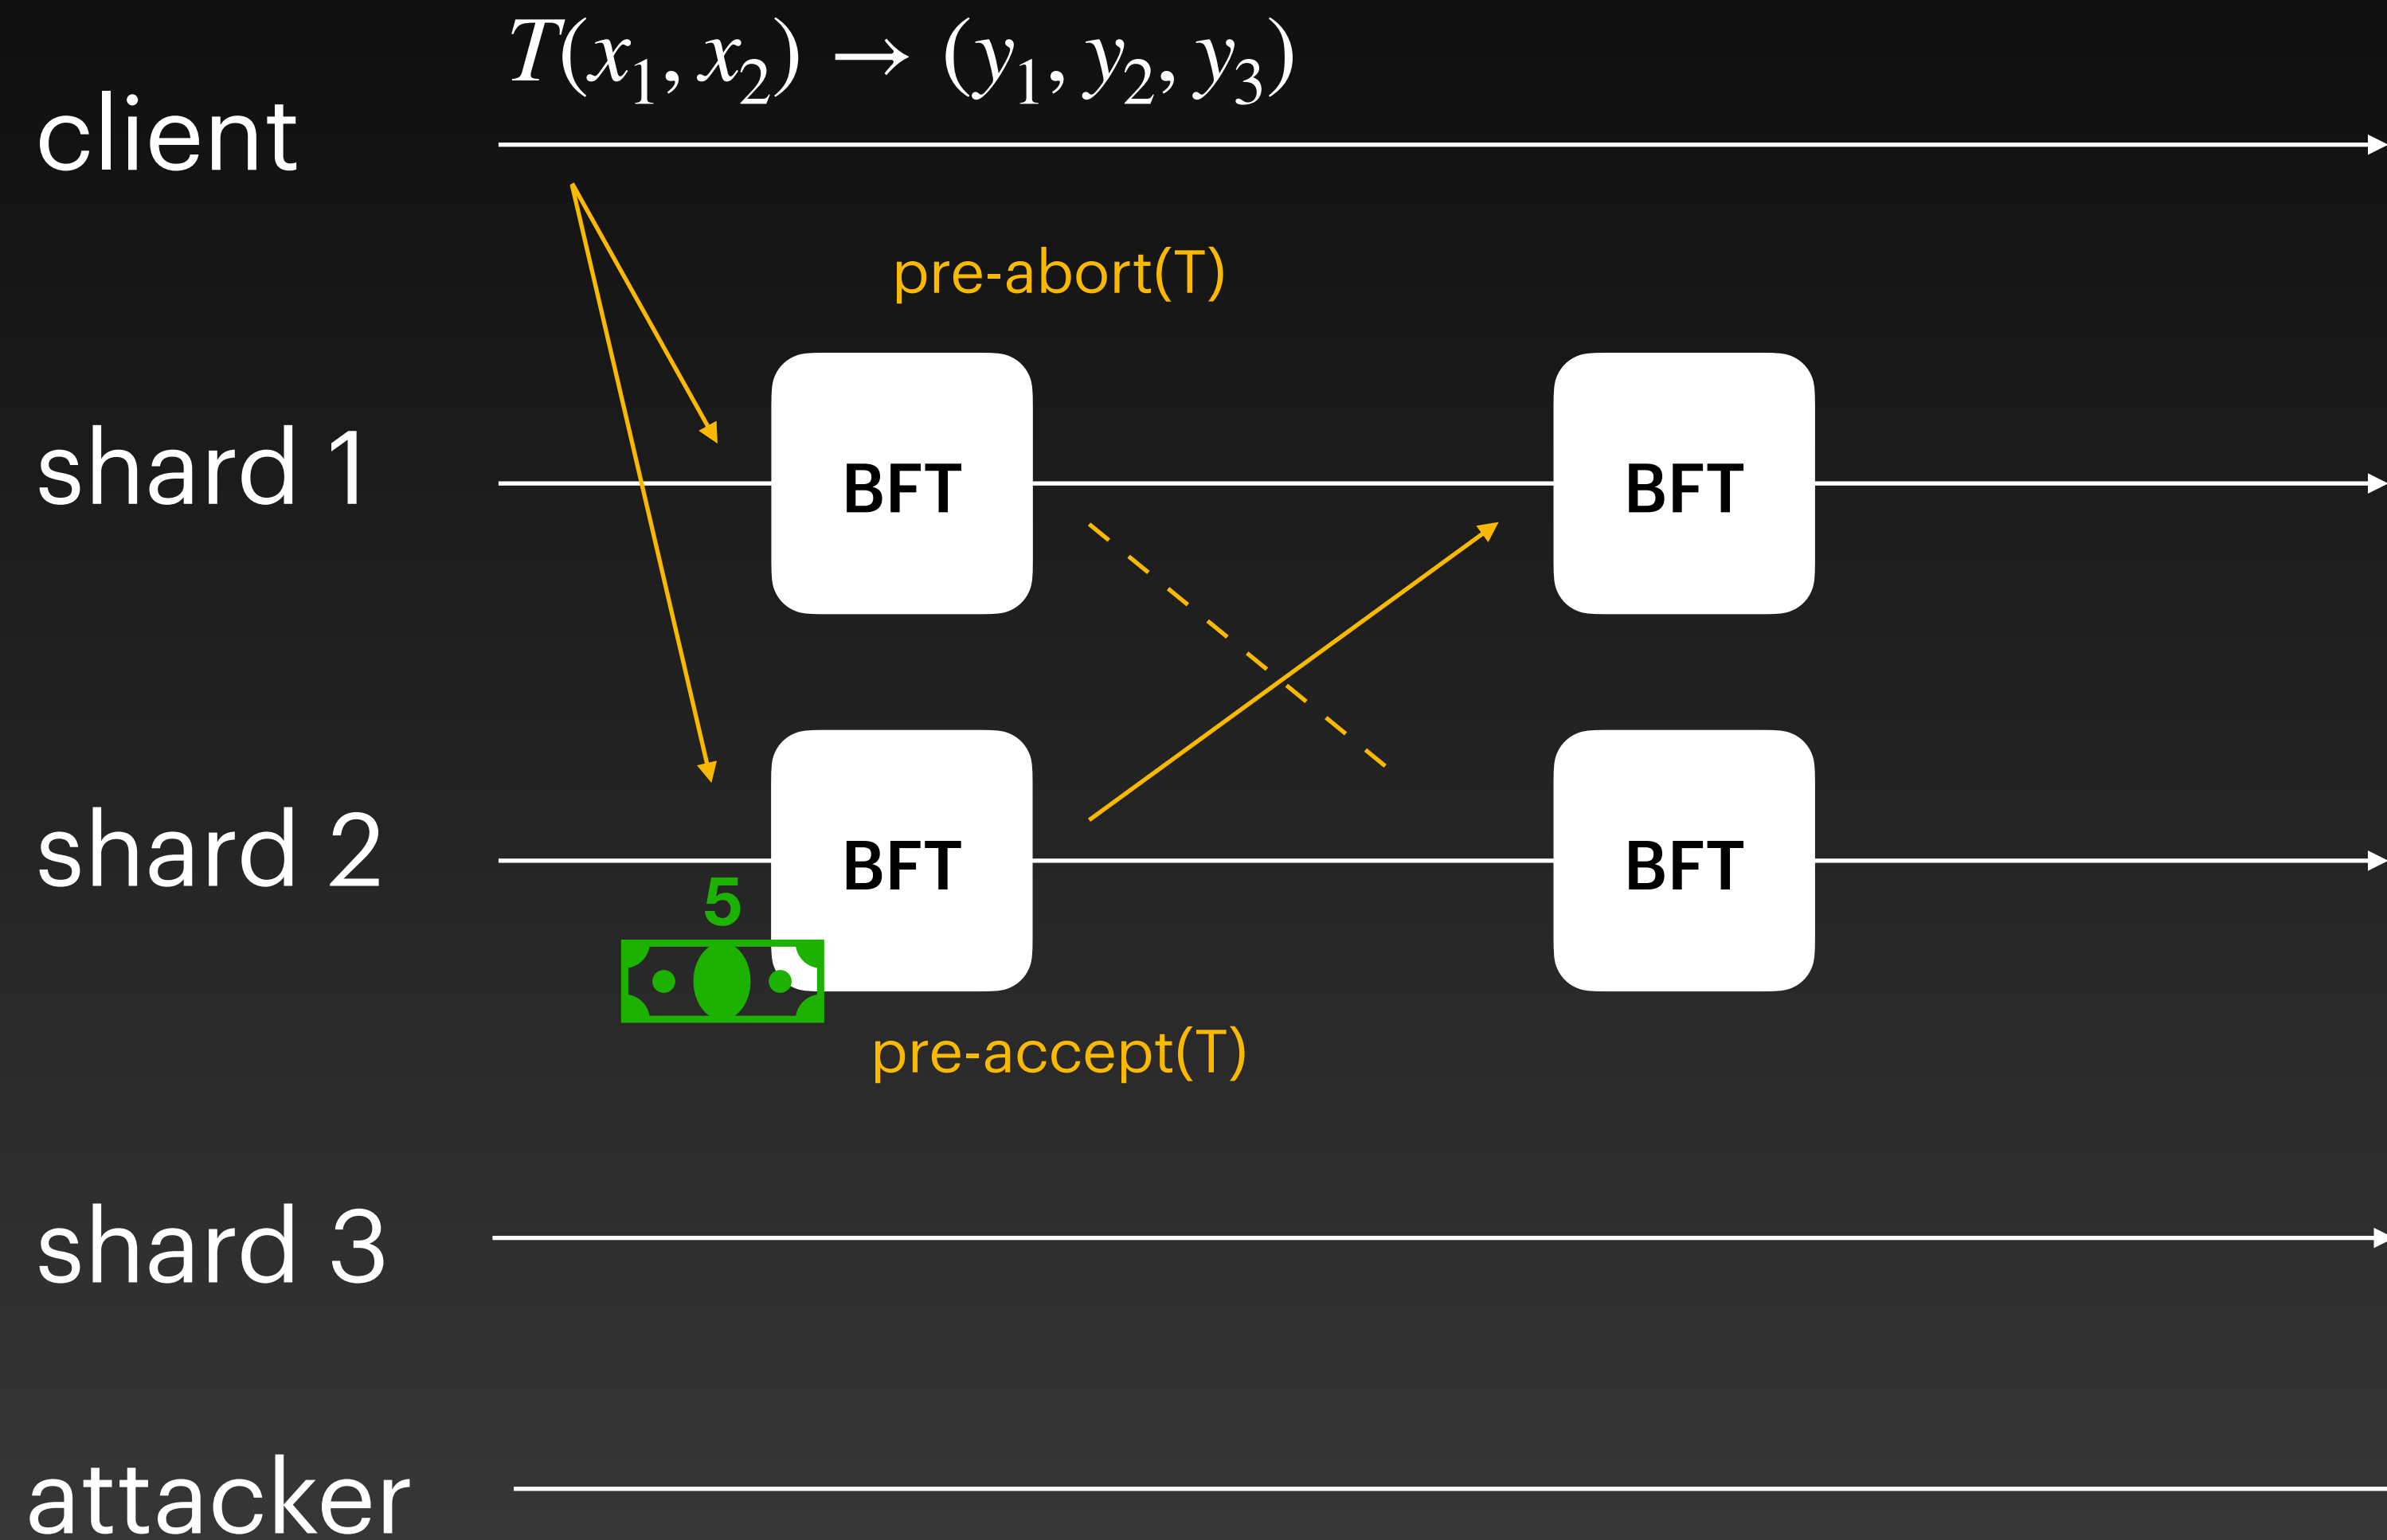 T(x₁, x₂) → (y₁, y₂, y₃)
client
pre-abort(T)
shard 1
BFT
BFT
shard 2
BFT
BFT
5
pre-accept(T)
shard 3
attacker